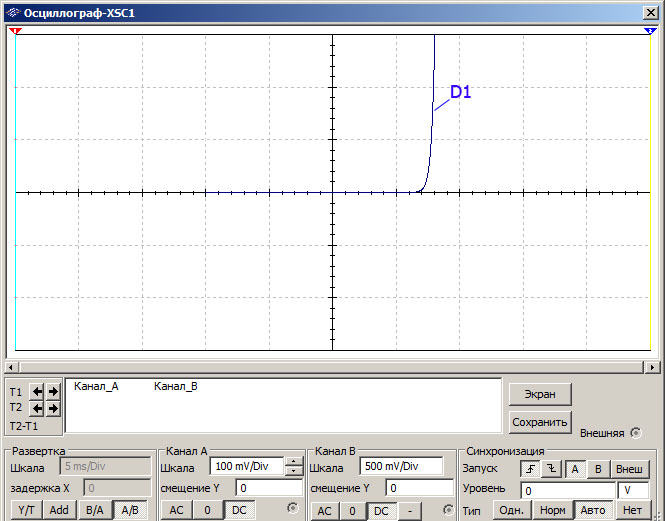 Осциллограф-XSC1
1
2
D1
T1
T2
T2-T1
Канал_A Канал_B
Экран
Сохранить
Внешняя
Развертка Канал А Канал В Синхронизация
Шкала 5 ms/Div Шкала 100 mV/Div Шкала 500 mV/Div Запуск A B Внеш
задержка X 0 смещение Y 0 смещение Y 0 Уровень 0 V
Y/T Add B/A A/B AC 0 DC AC 0 DC - Тип Одн. Норм Авто Нет